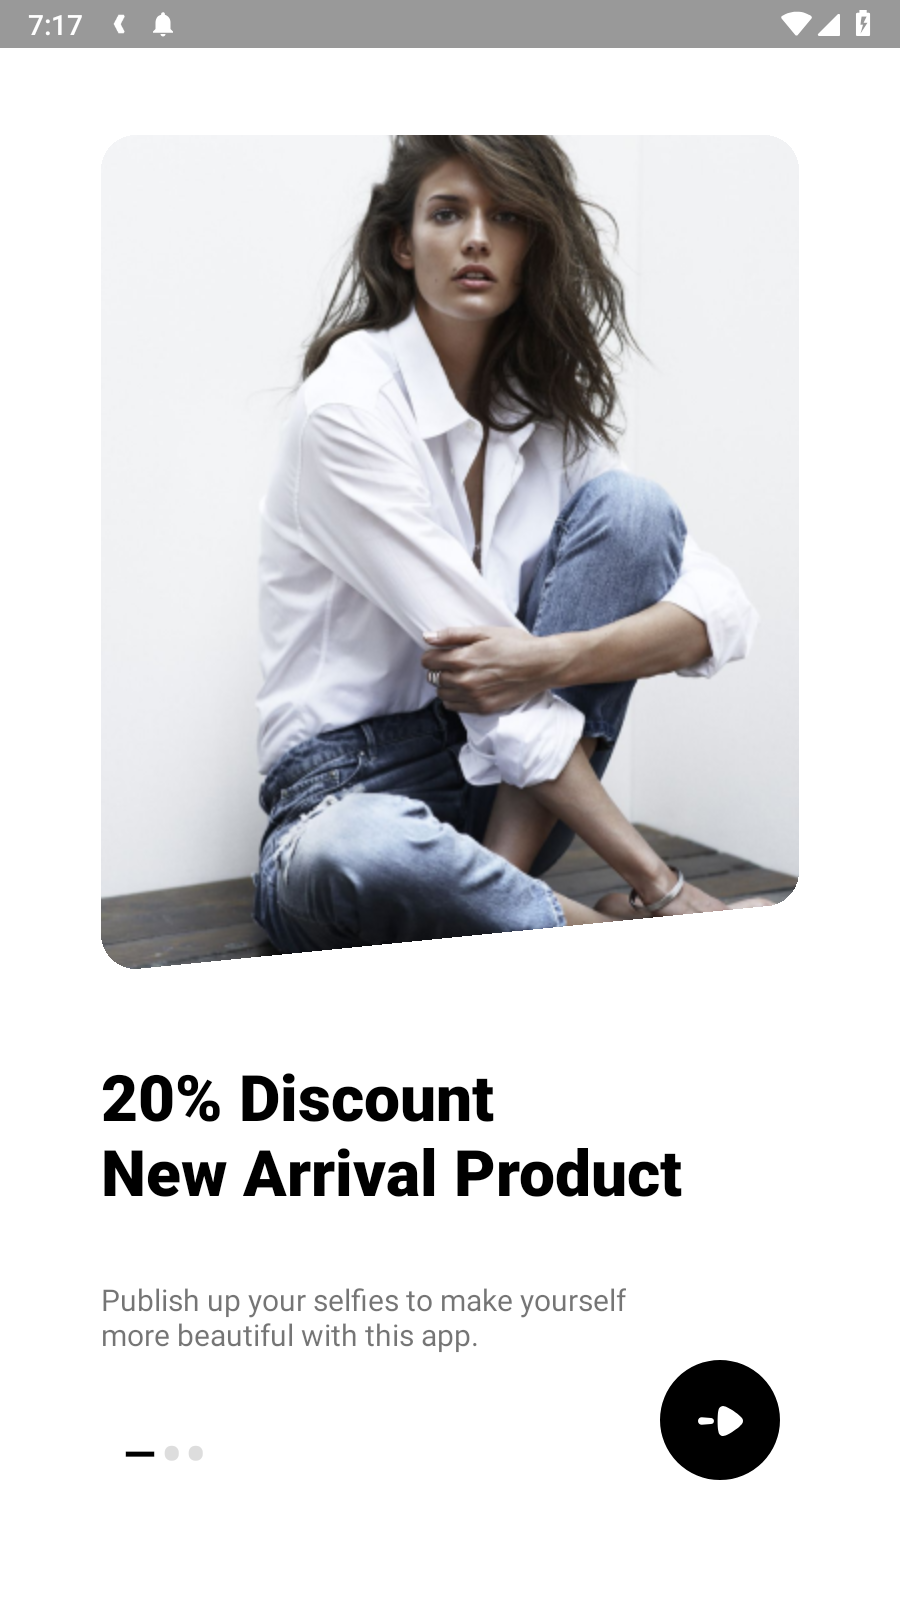 7:17
20% Discount
New Arrival Product
Publish up your selfies to make yourself
more beautiful with this app.